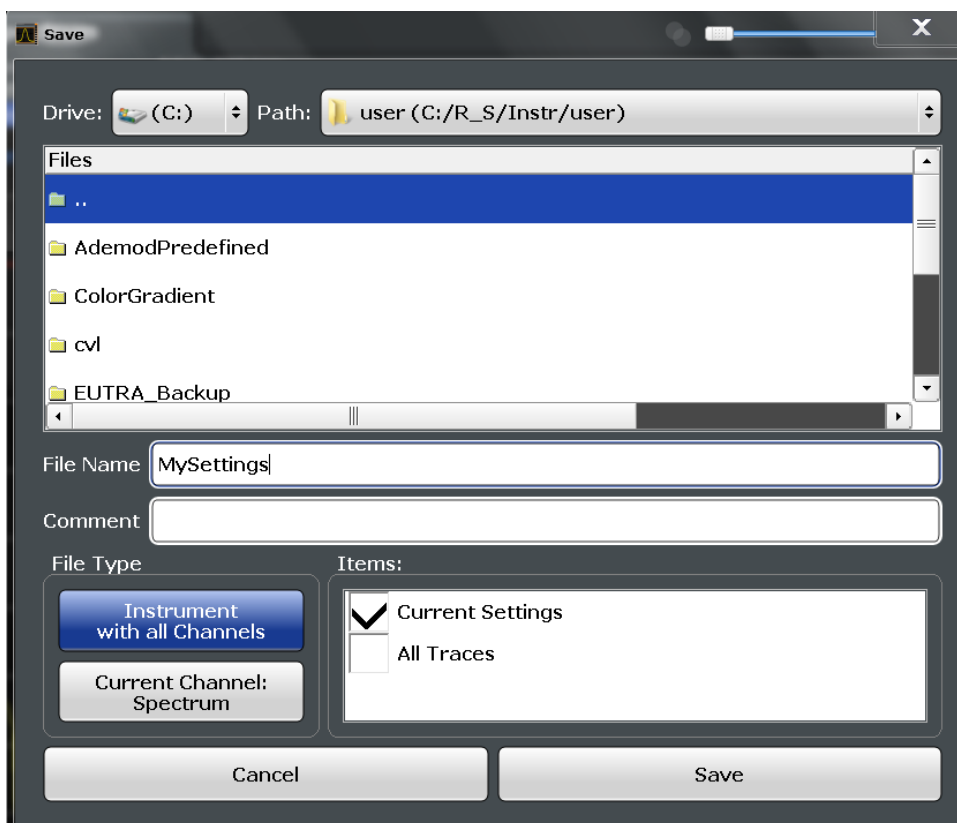 Save
X
Drive: (C:) Path: user (C:/R_S/Instr/user)
Files
..
AdemodPredefined
ColorGradient
cvl
EUTRA_Backup
File Name MySettings
Comment
File Type Items:
Instrument
with all Channels
Current Channel:
Spectrum
Current Settings
All Traces
Cancel Save